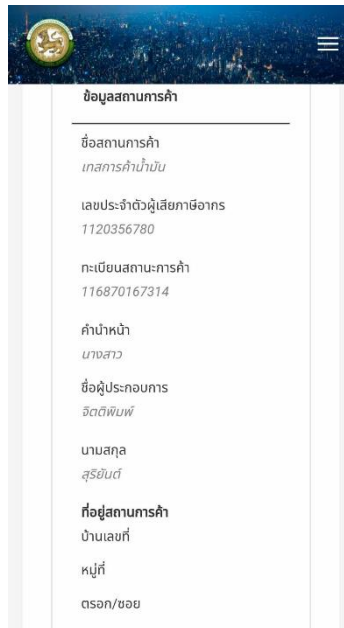 ข้อมูลสถานการค้า
ชื่อสถานการค้า
เทสการค้าน้ำมัน
เลขประจำตัวผู้เสียภาษีอากร
1120356780
ทะเบียนสถานะการค้า
116870167314
คำนำหน้า
นางสาว
ชื่อผู้ประกอบการ
จิตติพิมพ์
นามสกุล
สุริยันต์
ที่อยู่สถานการค้า
บ้านเลขที่
หมู่ที่
ตรอก/ซอย